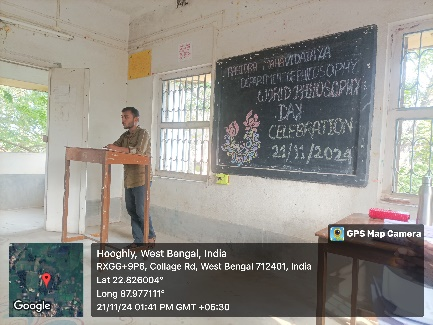 TARAKESWAR MAHAVIDYALAYA
DEPARTMENT OF PHILOSOPHY
WORLD PHILOSOPHY
DAY
CELEBRATION
21/11/2024
GPS Map Camera
Hooghly, West Bengal, India
RXGG+9P6, Collage Rd, West Bengal 712401, India
Lat 22.826004°
Long 87.977111°
21/11/24 01:41 PM GMT +05:30
Google